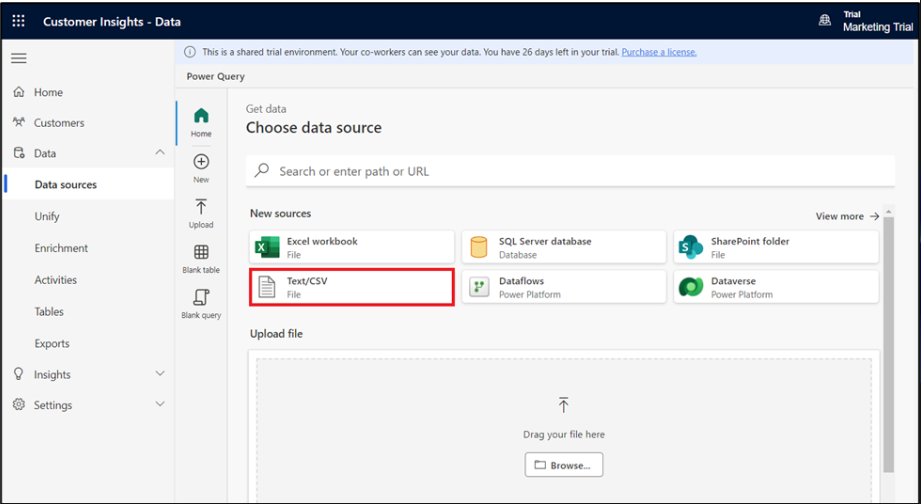 Customer Insights - Data
Trial
Marketing Trial
This is a shared trial environment. Your co-workers can see your data. You have 26 days left in your trial. Purchase a license.
Home
Customers
Data
Data sources
Unify
Enrichment
Activities
Tables
Exports
Insights
Settings
Power Query
Home
New
Upload
Blank table
Blank query
Get data
Choose data source
Search or enter path or URL
New sources
View more
Excel workbook
File
SQL Server database
Database
SharePoint folder
File
Text/CSV
File
Dataflows
Power Platform
Dataverse
Power Platform
Upload file
Drag your file here
Browse...